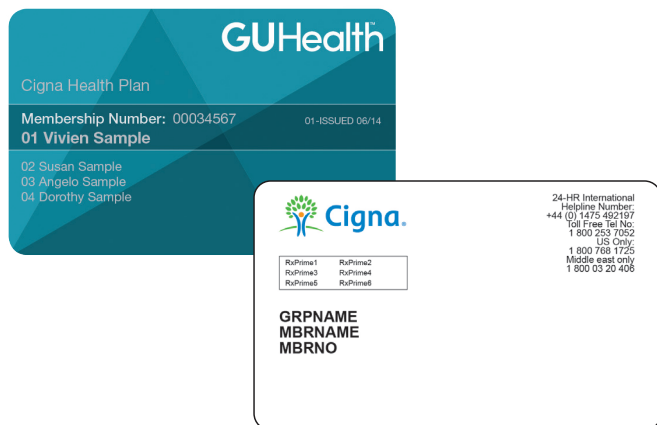 GUHealth™
Cigna Health Plan
Membership Number: 00034567
01-ISSUED 06/14
01 Vivien Sample
02 Susan Sample
03 Angelo Sample
04 Dorothy Sample
Cigna®
24-HR International
Helpline Number:
+44 (0) 1475 492197
Toll Free Tel No:
1 800 253 7052
US Only:
1 800 768 1725
Middle east only
1 800 03 20 406
RxPrime1 RxPrime2
RxPrime3 RxPrime4
RxPrime5 RxPrime6
GRPNAME
MBRNAME
MBRNO